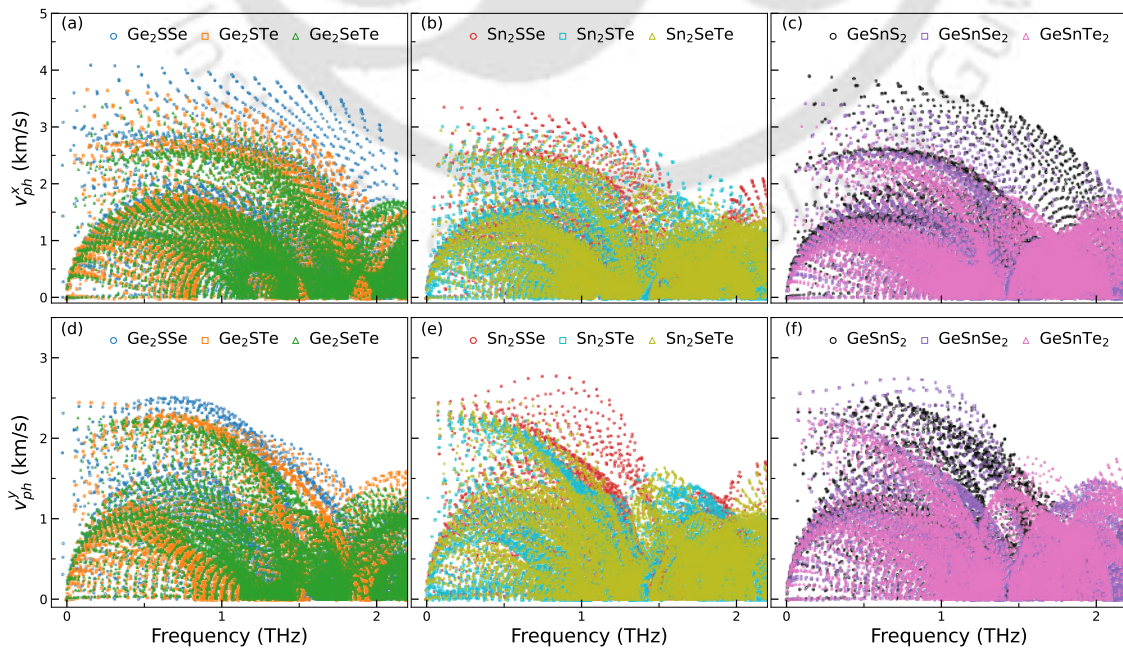 (a) Ge₂SSe Ge₂STe Ge₂SeTe
(b) Sn₂SSe Sn₂STe Sn₂SeTe
(c) GeSnS₂ GeSnSe₂ GeSnTe₂
5
4
3
2
1
0
v_ph^x (km/s)
(d) Ge₂SSe Ge₂STe Ge₂SeTe
(e) Sn₂SSe Sn₂STe Sn₂SeTe
(f) GeSnS₂ GeSnSe₂ GeSnTe₂
3
2
1
0
v_ph^y (km/s)
0 1 2 0 1 2 0 1 2
Frequency (THz) Frequency (THz) Frequency (THz)